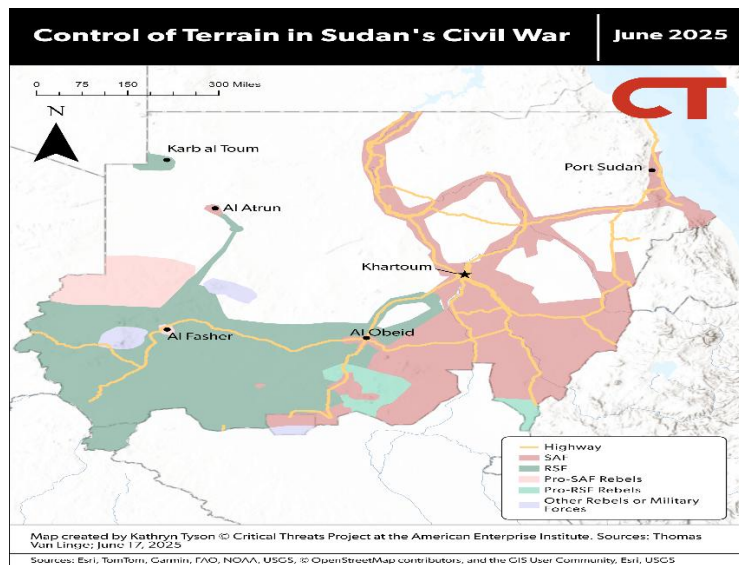 Control of Terrain in Sudan's Civil War
June 2025
0 75 150 300 Miles
N
CT
Karb al Toum
Port Sudan
Al Atrun
Khartoum
Al Obeid
Al Fasher
Highway
SAF
RSF
Pro-SAF Rebels
Pro-RSF Rebels
Other Rebels or Military
Forces
Map created by Kathryn Tyson © Critical Threats Project at the American Enterprise Institute. Sources: Thomas
Van Linge; June 17, 2025
Sources: Esri, TomTom, Garmin, FAO, NOAA, USGS, © OpenStreetMap contributors, and the GIS User Community, Esri, USGS